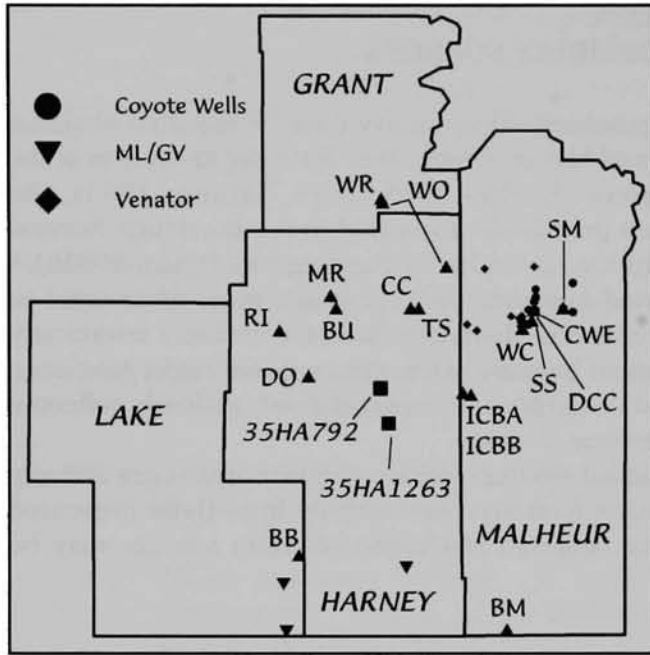 GRANT
Coyote Wells
ML/GV
Venator
WR
WO
SM
MR
CC
RI
BU
TS
CWE
WC
SS
DCC
DO
LAKE
35HA792
ICBA
ICBB
35HA1263
MALHEUR
BB
HARNEY
BM